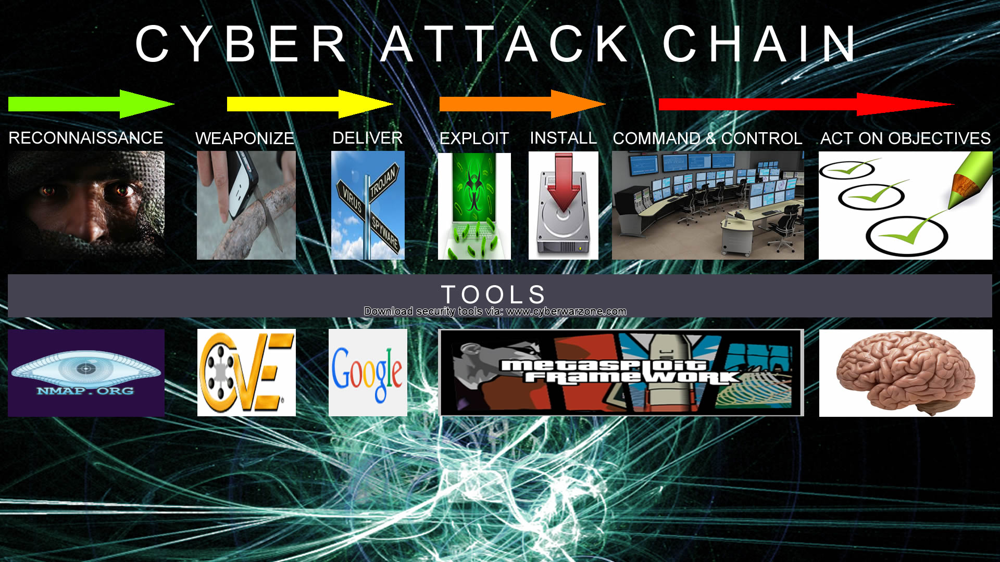 CYBER ATTACK CHAIN
RECONNAISSANCE WEAPONIZE DELIVER EXPLOIT INSTALL COMMAND & CONTROL ACT ON OBJECTIVES
VIRUS
TROJAN
SPYWARE
TOOLS
Download security tools via: www.cyberwarzone.com
NMAP.ORG
CVE
Google
METASPLOIT
FRAMEWORK